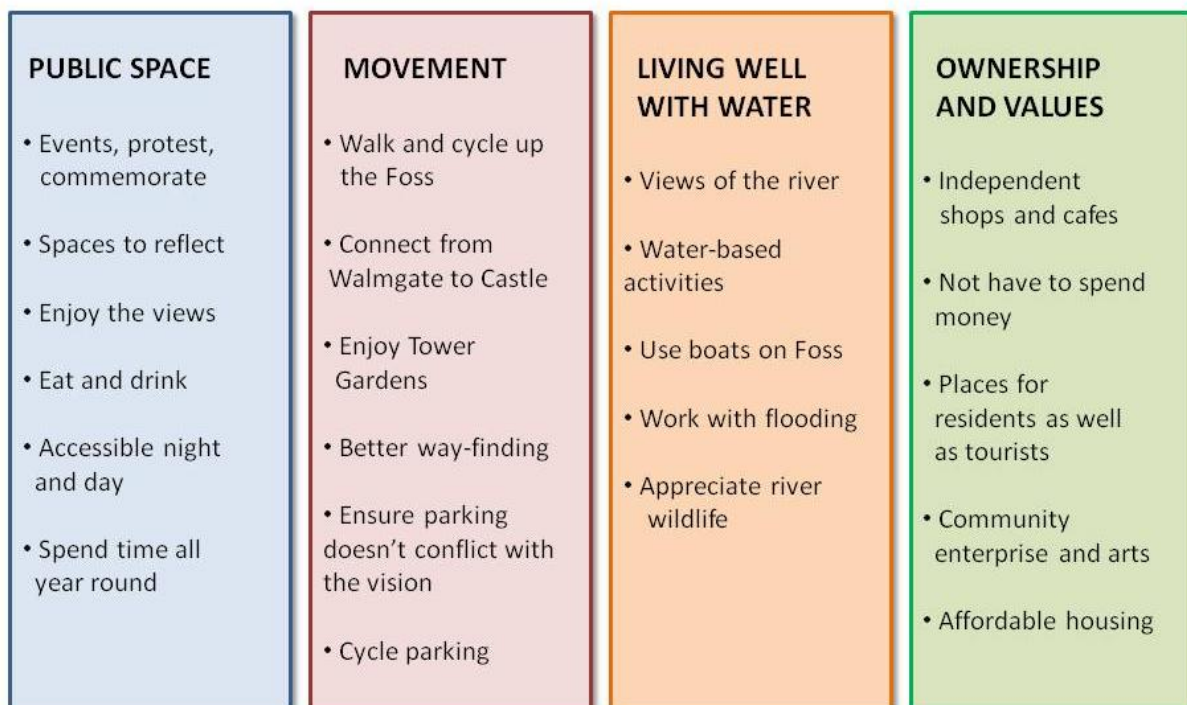 PUBLIC SPACE
• Events, protest,
commemorate
• Spaces to reflect
• Enjoy the views
• Eat and drink
• Accessible night
and day
• Spend time all
year round
MOVEMENT
• Walk and cycle up
the Foss
• Connect from
Walmgate to Castle
• Enjoy Tower
Gardens
• Better way-finding
• Ensure parking
doesn’t conflict with
the vision
• Cycle parking
LIVING WELL
WITH WATER
• Views of the river
• Water-based
activities
• Use boats on Foss
• Work with flooding
• Appreciate river
wildlife
OWNERSHIP
AND VALUES
• Independent
shops and cafes
• Not have to spend
money
• Places for
residents as well
as tourists
• Community
enterprise and arts
• Affordable housing